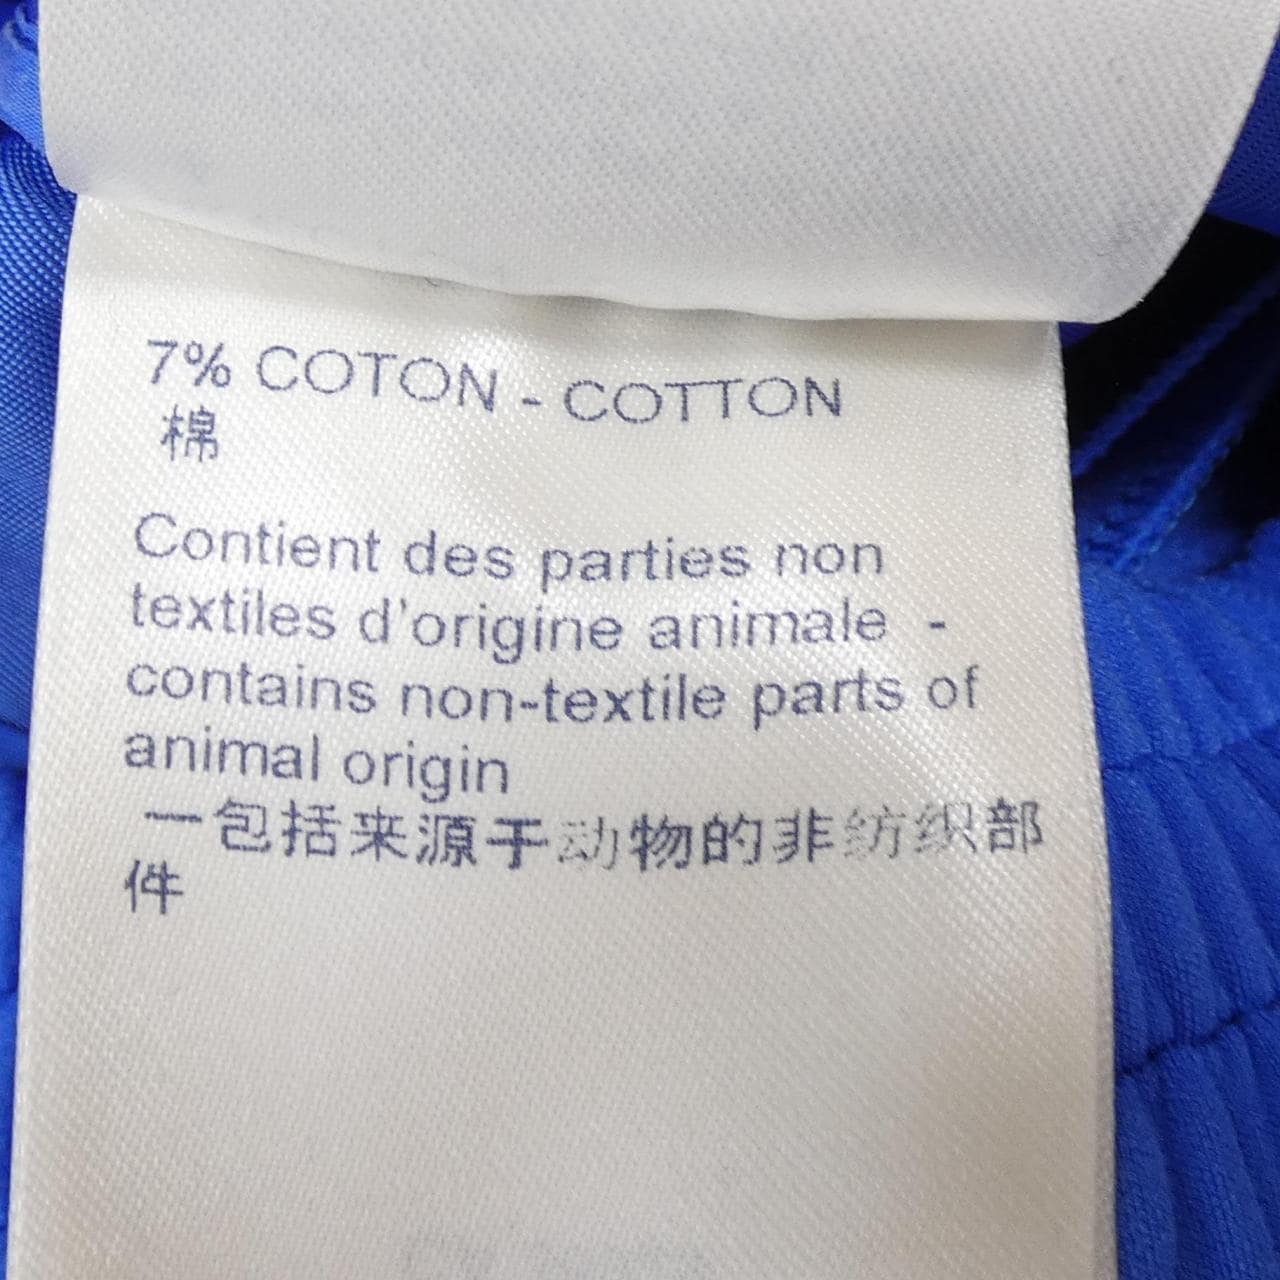 7% COTON - COTTON
棉
Contient des parties non
textiles d'origine animale -
contains non-textile parts of
animal origin
一包括来源于动物的非纺织部
件